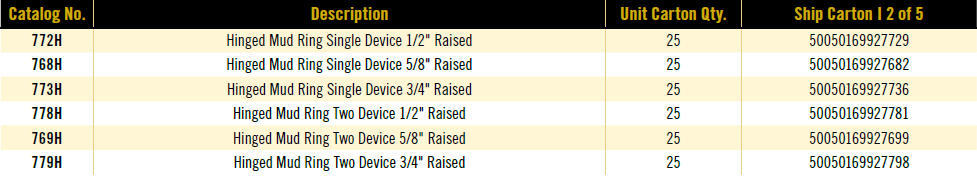 Catalog No. Description Unit Carton Qty. Ship Carton I 2 of 5
772H Hinged Mud Ring Single Device 1/2" Raised 25 50050169927729
768H Hinged Mud Ring Single Device 5/8" Raised 25 50050169927682
773H Hinged Mud Ring Single Device 3/4" Raised 25 50050169927736
778H Hinged Mud Ring Two Device 1/2" Raised 25 50050169927781
769H Hinged Mud Ring Two Device 5/8" Raised 25 50050169927699
779H Hinged Mud Ring Two Device 3/4" Raised 25 50050169927798